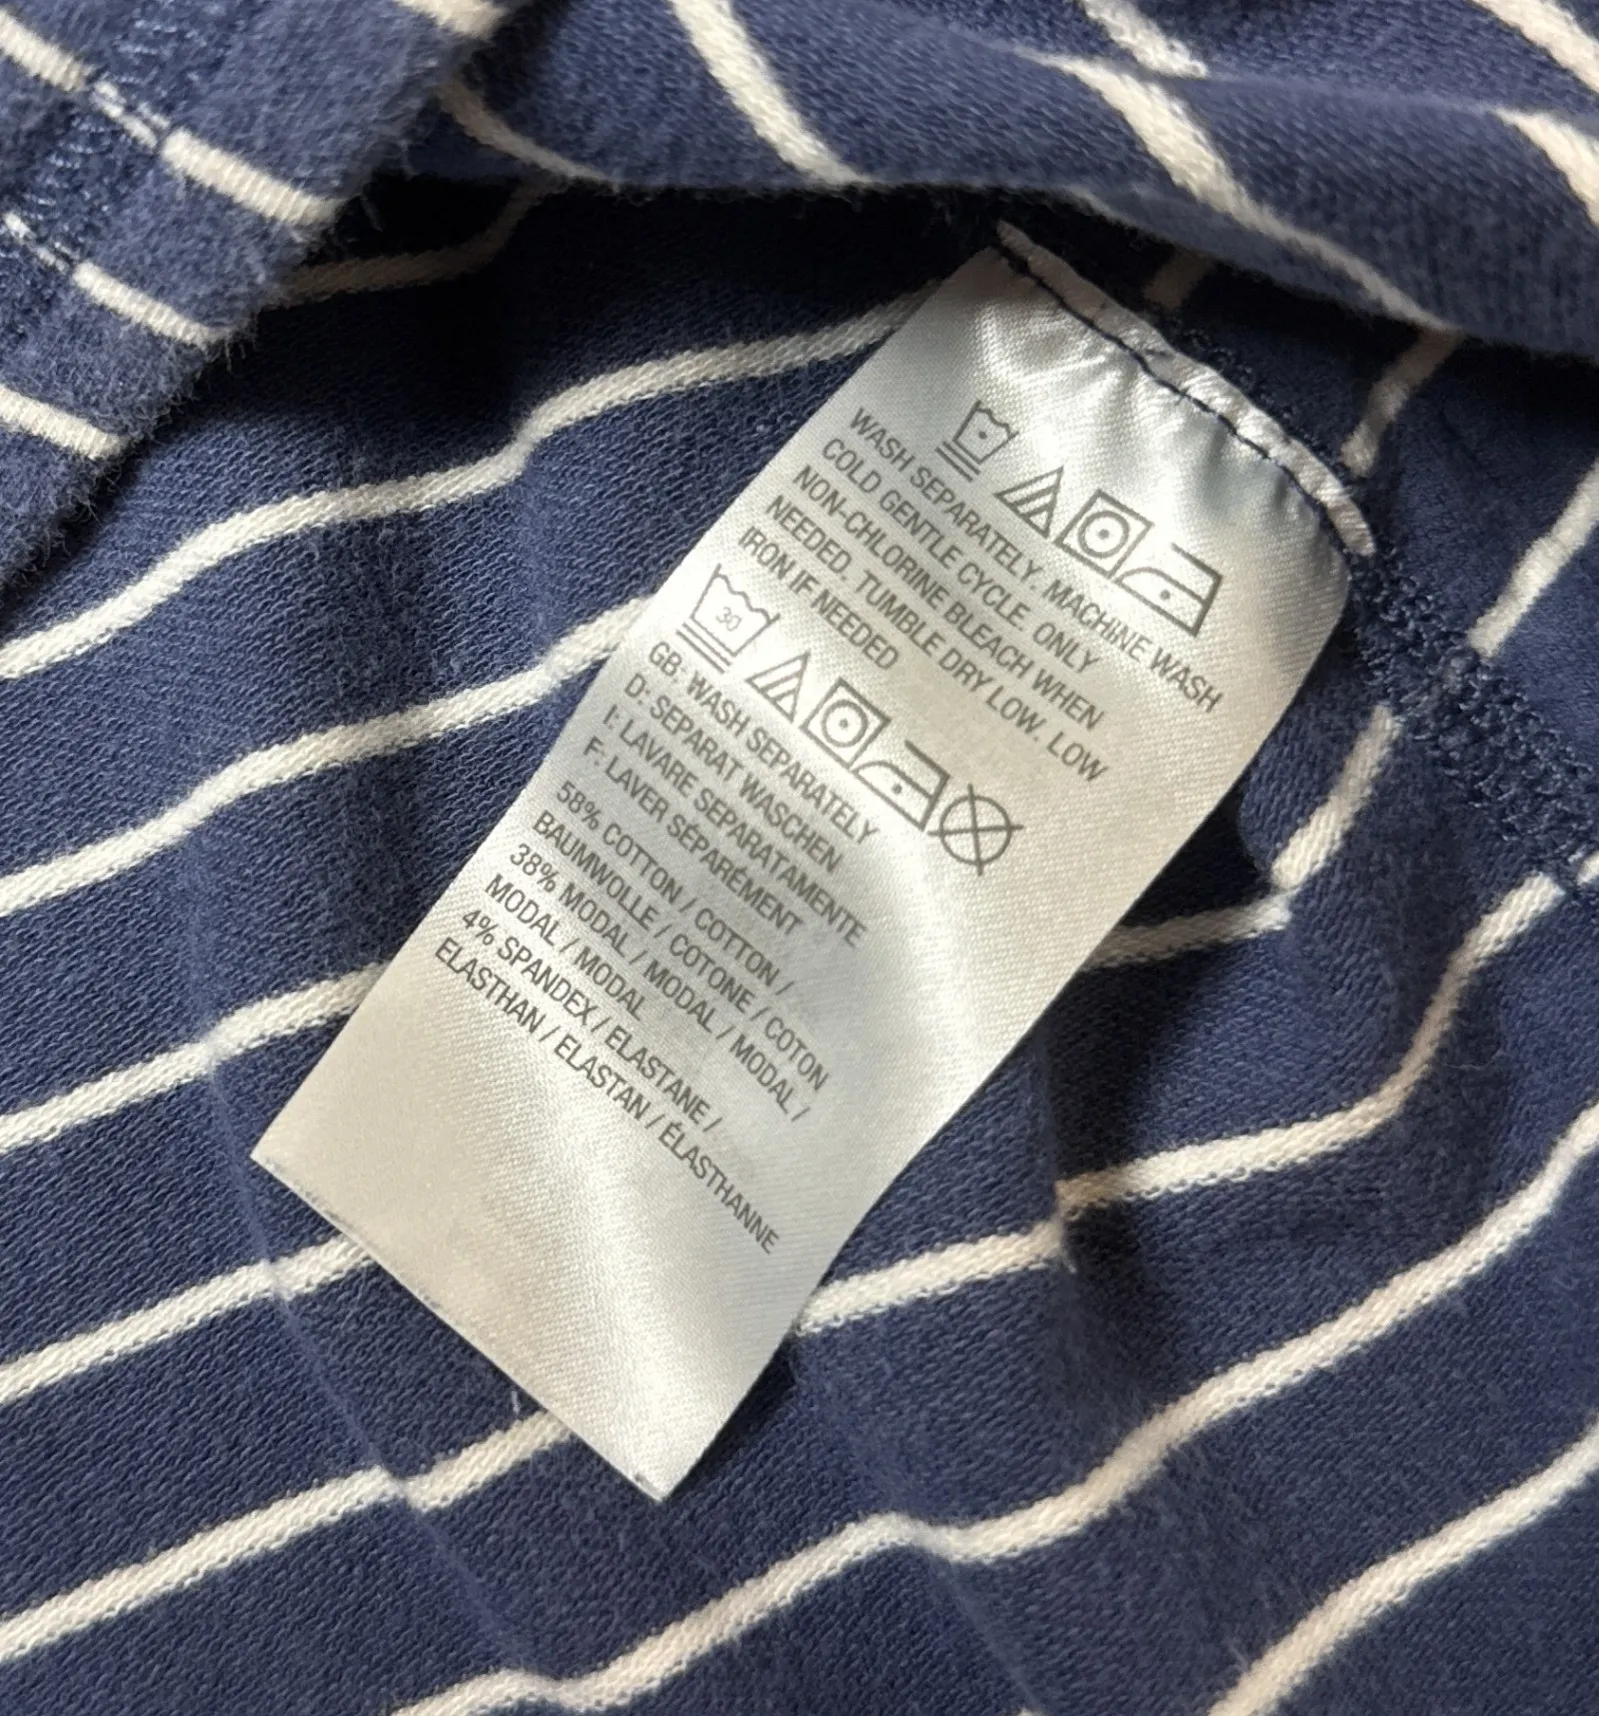 WASH SEPARATELY. MACHINE WASH
COLD GENTLE CYCLE. ONLY
NON-CHLORINE BLEACH WHEN
NEEDED. TUMBLE DRY LOW. LOW
IRON IF NEEDED
30
GB: WASH SEPARATELY
D: SEPARAT WASCHEN
I: LAVARE SEPARATAMENTE
F: LAVER SÉPARÉMENT
58% COTTON / COTTON /
BAUMWOLLE / COTONE / COTON
38% MODAL / MODAL / MODAL /
MODAL / MODAL
4% SPANDEX / ELASTANE /
ELASTHAN / ELASTAN / ÉLASTHANNE